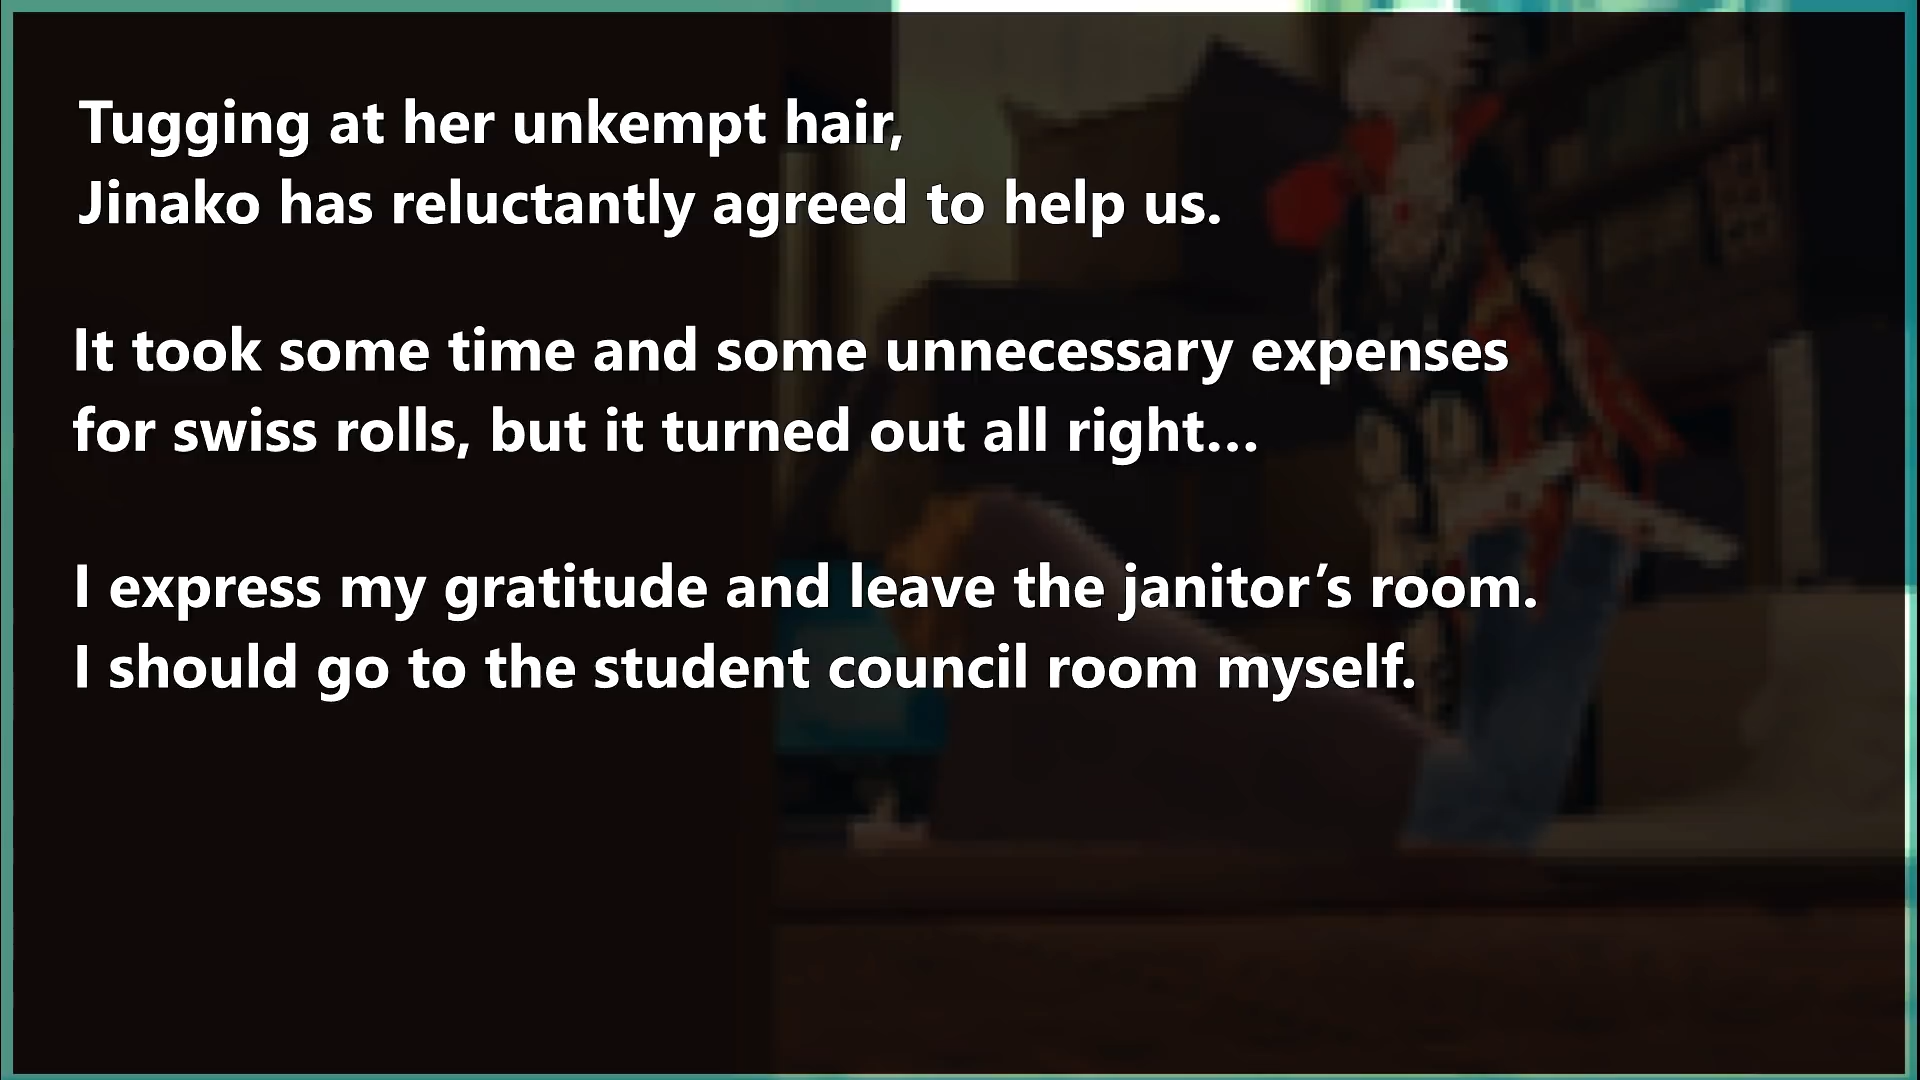 Tugging at her unkempt hair,
Jinako has reluctantly agreed to help us.
It took some time and some unnecessary expenses
for swiss rolls, but it turned out all right...
I express my gratitude and leave the janitor’s room.
I should go to the student council room myself.